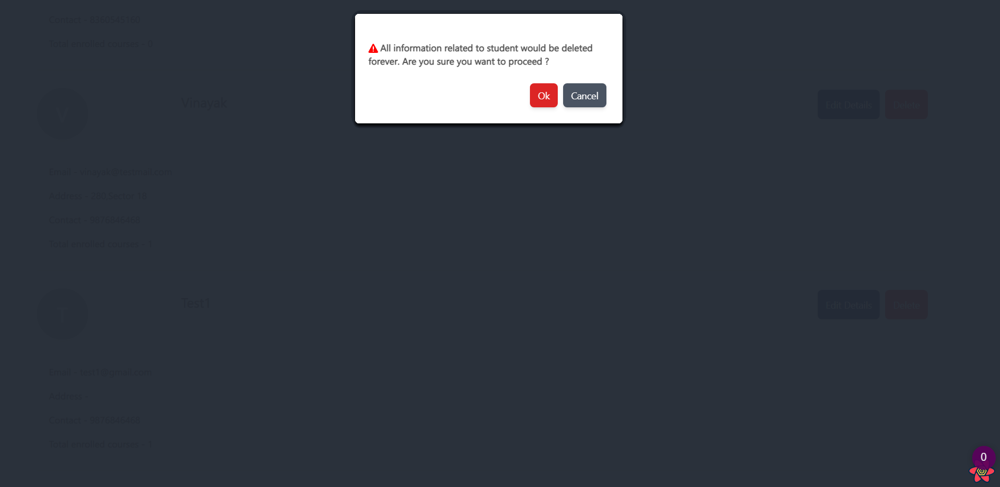 Contact - 8360545160
Total enrolled courses - 0
All information related to student would be deleted
forever. Are you sure you want to proceed ?
Ok Cancel
V Vinayak Edit Details Delete
Email - vinayak@testmail.com
Address - 280,Sector 18
Contact - 9876846468
Total enrolled courses - 1
T Test1 Edit Details Delete
Email - test1@gmail.com
Address -
Contact - 9876846468
Total enrolled courses - 1
0